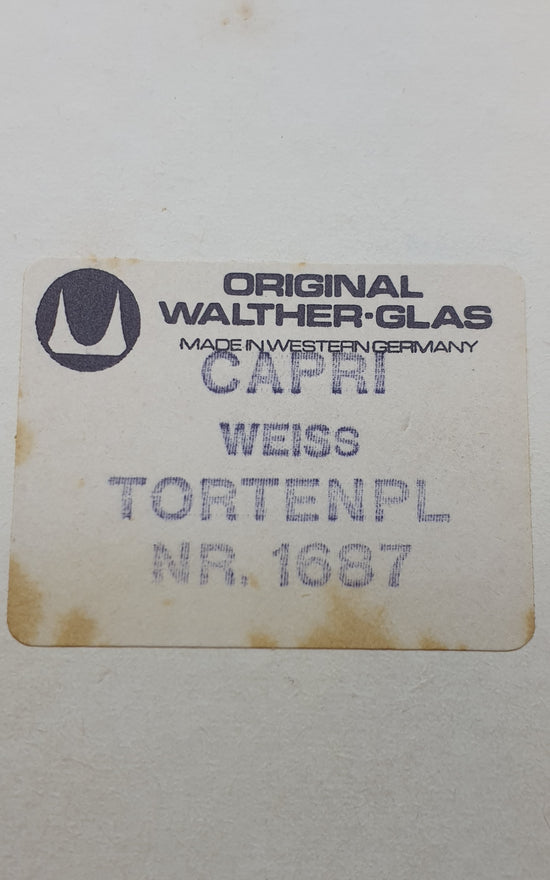 ORIGINAL
WALTHER·GLAS
MADE IN WESTERN GERMANY
CAPRI
WEISS
TORTENPL
NR. 1687